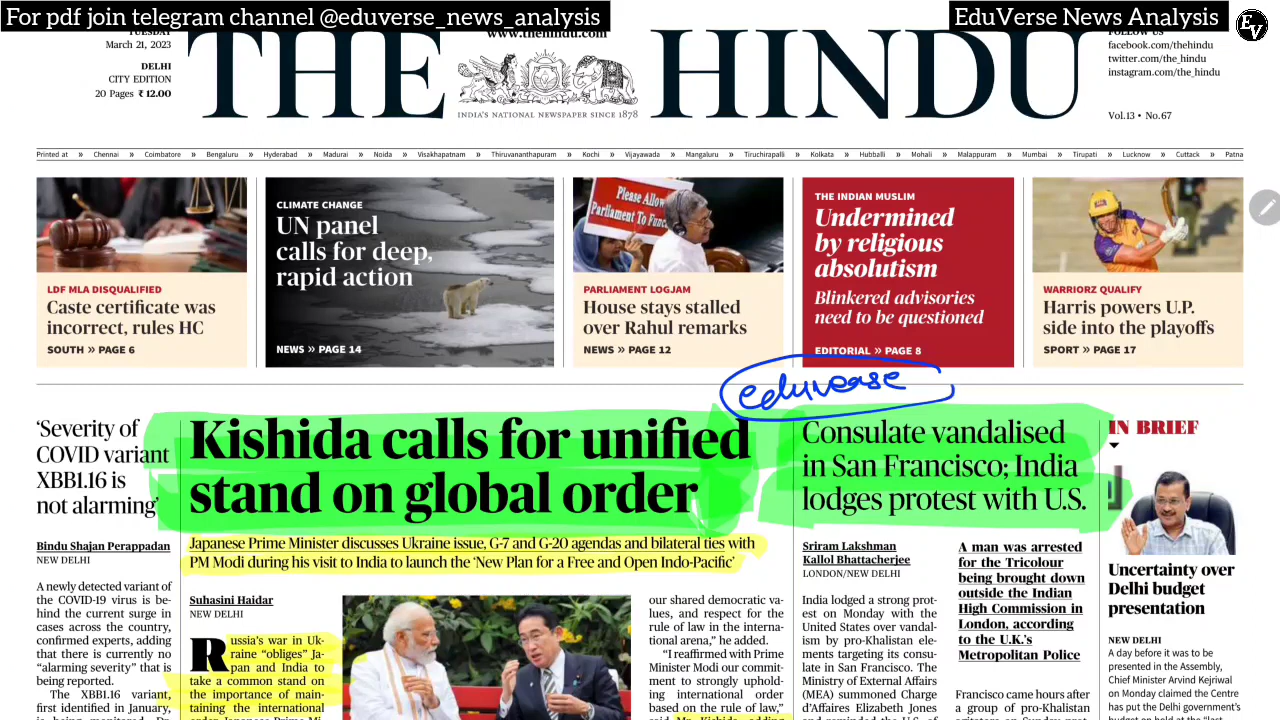 For pdf join telegram channel @eduverse_news_analysis
EduVerse News Analysis
EV
TUESDAY
March 21, 2023
DELHI
CITY EDITION
20 Pages ₹ 12.00
THE HINDU
www.thehindu.com
INDIA'S NATIONAL NEWSPAPER SINCE 1878
FOLLOW US
facebook.com/thehindu
twitter.com/the_hindu
instagram.com/the_hindu
Vol.13 • No.67
Printed at » Chennai » Coimbatore » Bengaluru » Hyderabad » Madurai » Noida » Visakhapatnam » Thiruvananthapuram » Kochi » Vijayawada » Mangaluru » Tiruchirapalli » Kolkata » Hubballi » Mohali » Malappuram » Mumbai » Tirupati » Lucknow » Cuttack » Patna
LDF MLA DISQUALIFIED
Caste certificate was
incorrect, rules HC
SOUTH » PAGE 6
CLIMATE CHANGE
UN panel
calls for deep,
rapid action
NEWS » PAGE 14
Please Allow
Parliament To Func
PARLIAMENT LOGJAM
House stays stalled
over Rahul remarks
NEWS » PAGE 12
THE INDIAN MUSLIM
Undermined
by religious
absolutism
Blinkered advisories
need to be questioned
EDITORIAL » PAGE 8
WARRIORZ QUALIFY
Harris powers U.P.
side into the playoffs
SPORT » PAGE 17
eduvease
'Severity of
COVID variant
XBB1.16 is
not alarming'
Bindu Shajan Perappadan
NEW DELHI
A newly detected variant of
the COVID-19 virus is be-
hind the current surge in
cases across the country,
confirmed experts, adding
that there is currently no
"alarming severity" that is
being reported.
The XBB1.16 variant,
first identified in January,
Kishida calls for unified
stand on global order
Japanese Prime Minister discusses Ukraine issue, G-7 and G-20 agendas and bilateral ties with
PM Modi during his visit to India to launch the 'New Plan for a Free and Open Indo-Pacific'
Suhasini Haidar
NEW DELHI
Russia's war in Uk-
raine "obliges" Ja-
pan and India to
take a common stand on
the importance of main-
taining the international
order, Japanese Prime Mi-
our shared democratic va-
lues, and respect for the
rule of law in the interna-
tional arena," he added.
"I reaffirmed with Prime
Minister Modi our commit-
ment to strongly uphold-
ing international order
based on the rule of law,"
said Mr. Kishida, adding
Consulate vandalised
in San Francisco; India
lodges protest with U.S.
Sriram Lakshman
Kallol Bhattacherjee
LONDON/NEW DELHI
India lodged a strong prot-
est on Monday with the
United States over vandal-
ism by pro-Khalistan ele-
ments targeting its consu-
late in San Francisco. The
Ministry of External Affairs
(MEA) summoned Charge
d'Affaires Elizabeth Jones
and reminded the U.S. of
A man was arrested
for the Tricolour
being brought down
outside the Indian
High Commission in
London, according
to the U.K.'s
Metropolitan Police
Francisco came hours after
a group of pro-Khalistan
IN BRIEF
Uncertainty over
Delhi budget
presentation
NEW DELHI
A day before it was to be
presented in the Assembly,
Chief Minister Arvind Kejriwal
on Monday claimed the Centre
has put the Delhi government's